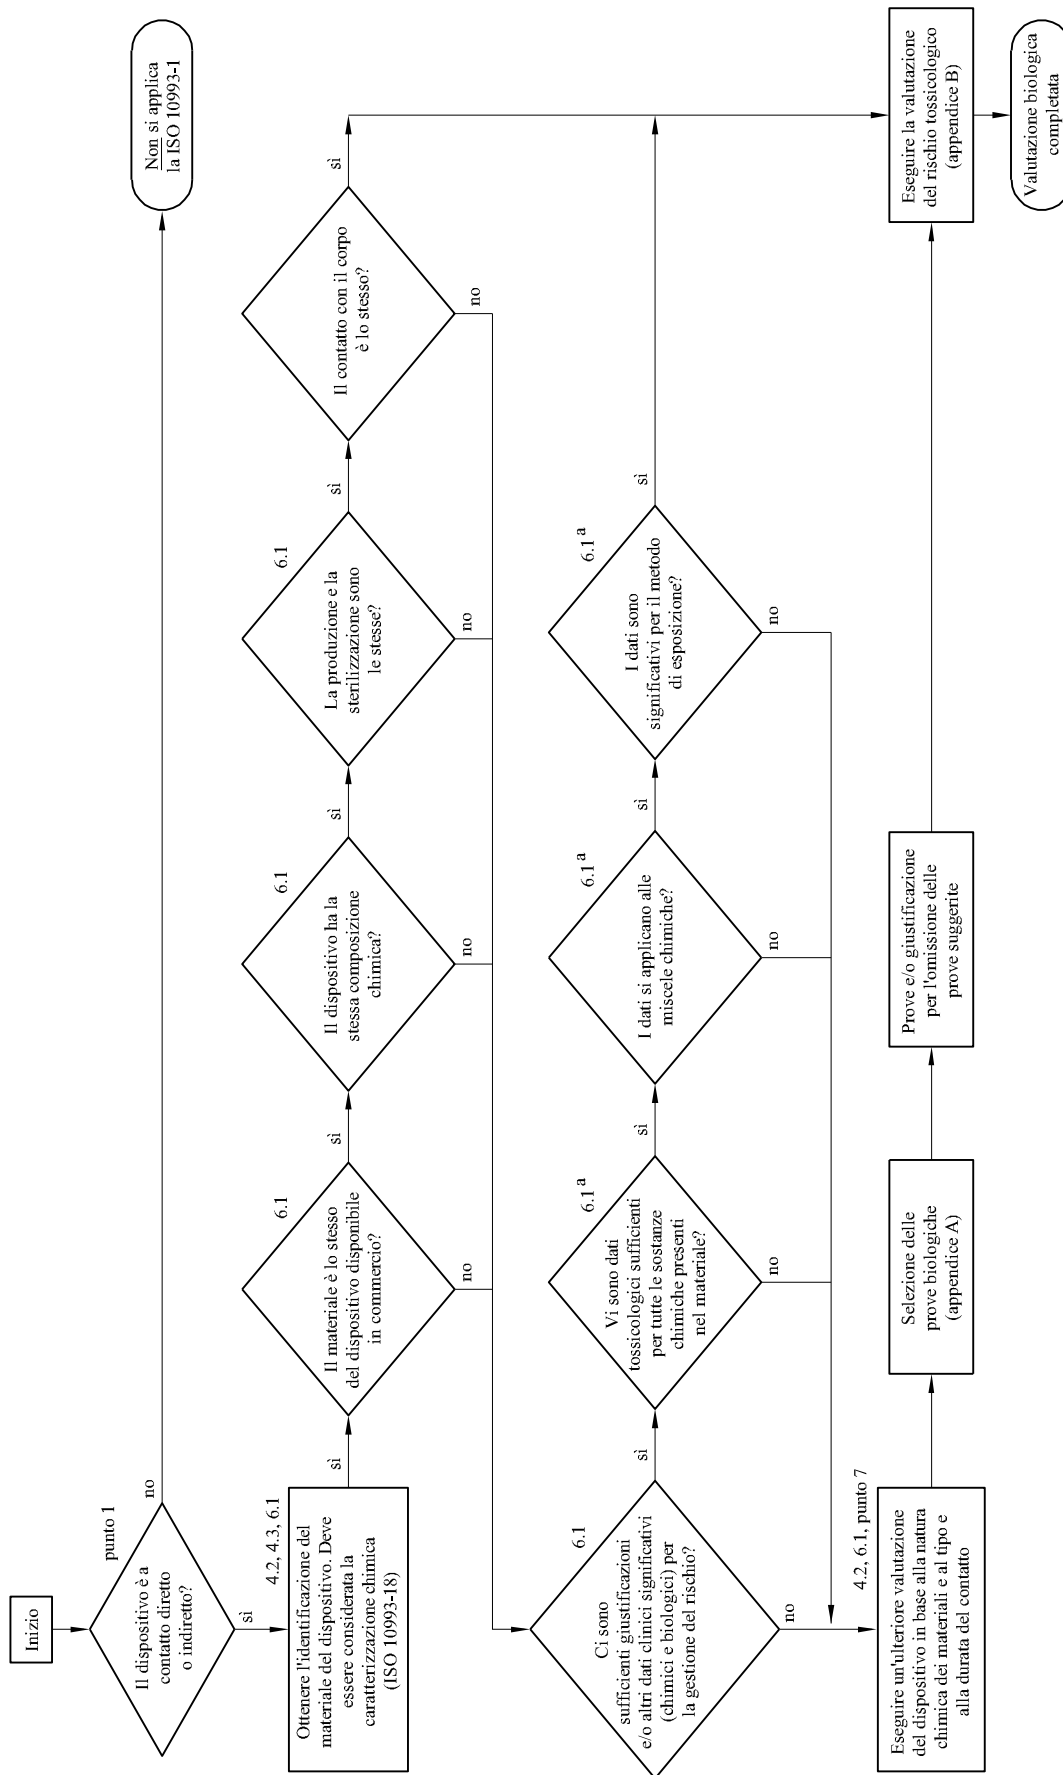 Inizio
punto 1
Il dispositivo è a
contatto diretto
o indiretto?
no
Non si applica
la ISO 10993-1
sì
4.2, 4.3, 6.1
Ottenere l'identificazione del
materiale del dispositivo. Deve
essere considerata la
caratterizzazione chimica
(ISO 10993-18)
sì
6.1
Il materiale è lo stesso
del dispositivo disponibile
in commercio?
no
sì
6.1
Il dispositivo ha la
stessa composizione
chimica?
no
sì
6.1
La produzione e la
sterilizzazione sono
le stesse?
no
sì
Il contatto con il corpo
è lo stesso?
no
sì
6.1
Ci sono
sufficienti giustificazioni
e/o altri dati clinici significativi
(chimici e biologici) per
la gestione del rischio?
no
sì
6.1 a
Vi sono dati
tossicologici sufficienti
per tutte le sostanze
chimiche presenti
nel materiale?
no
sì
6.1 a
I dati si applicano alle
miscele chimiche?
no
sì
6.1 a
I dati sono
significativi per il metodo
di esposizione?
no
sì
4.2, 6.1, punto 7
Eseguire un'ulteriore valutazione
del dispositivo in base alla natura
chimica dei materiali e al tipo e
alla durata del contatto
Selezione delle
prove biologiche
(appendice A)
Prove e/o giustificazione
per l'omissione delle
prove suggerite
Eseguire la valutazione
del rischio tossicologico
(appendice B)
Valutazione biologica
completata